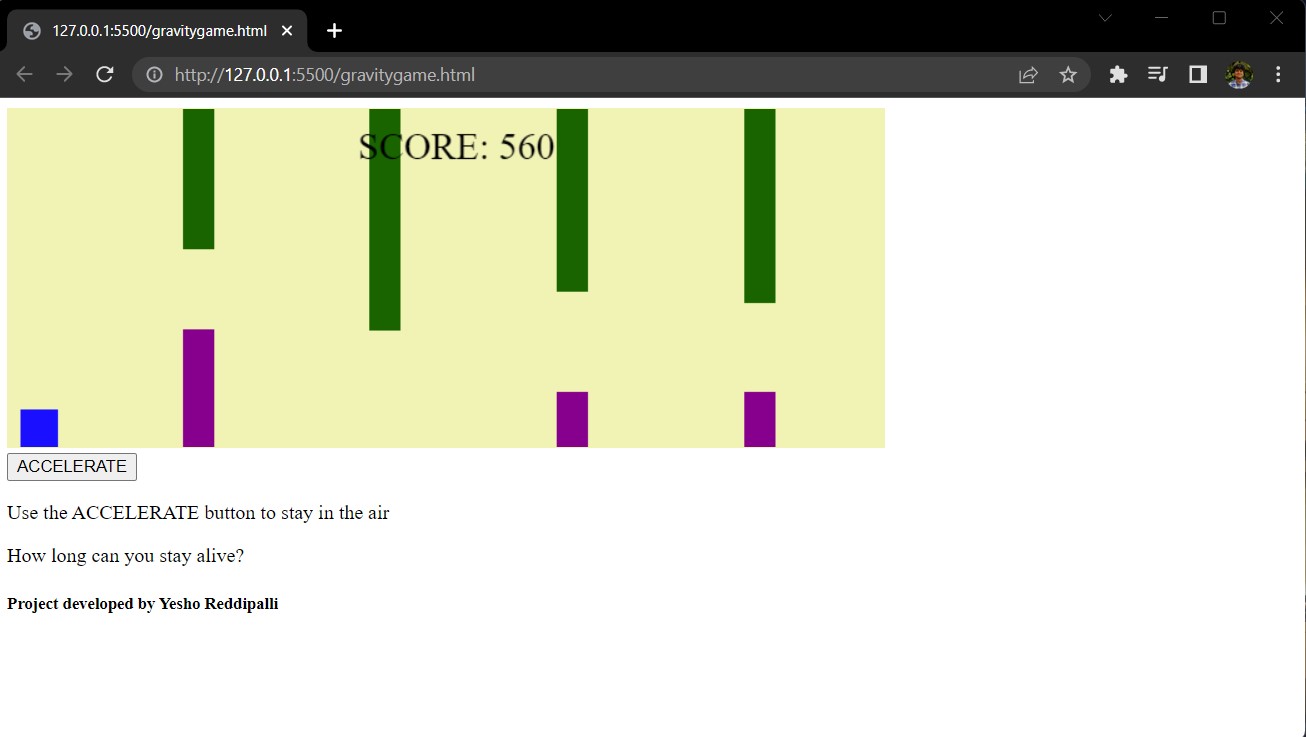 127.0.0.1:5500/gravitygame.html
http://127.0.0.1:5500/gravitygame.html
SCORE: 560
ACCELERATE
Use the ACCELERATE button to stay in the air
How long can you stay alive?
Project developed by Yesho Reddipalli